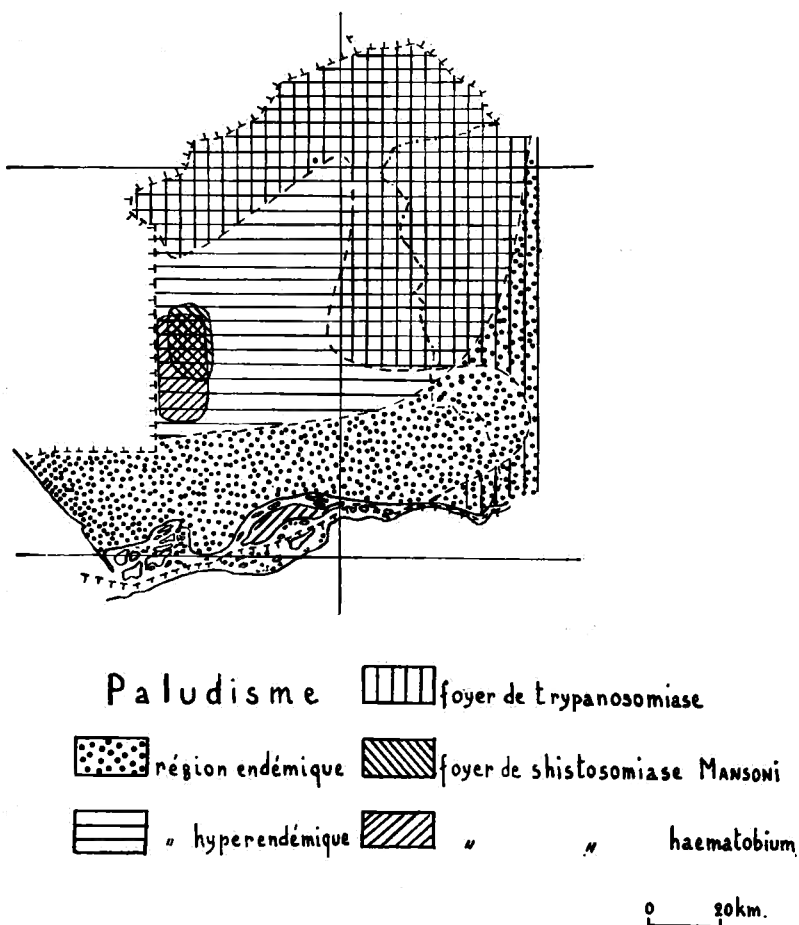 Paludisme
foyer de trypanosomiase
région endémique
foyer de shistosomiase MANSONI
" hyperendémique
" " haematobium
0 20km.